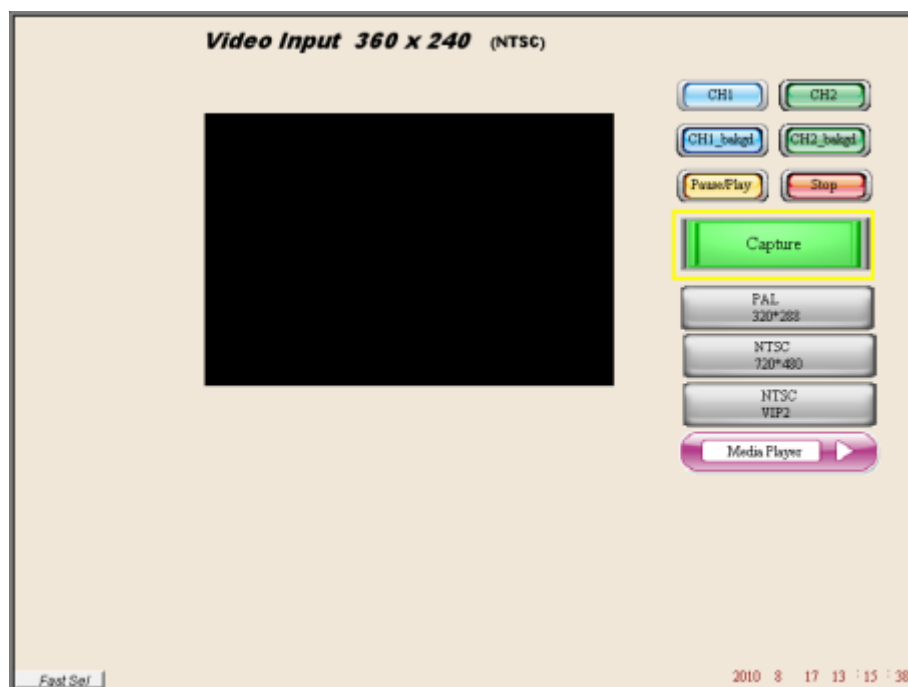 Video Input 360 x 240 (NTSC)
CH1 CH2
CH1_bakgd CH2_bakgd
Pause/Play Stop
Capture
PAL
320*288
NTSC
720*480
NTSC
VIP2
Media Player
Fast Sel
2010 8 17 13 : 15 : 38